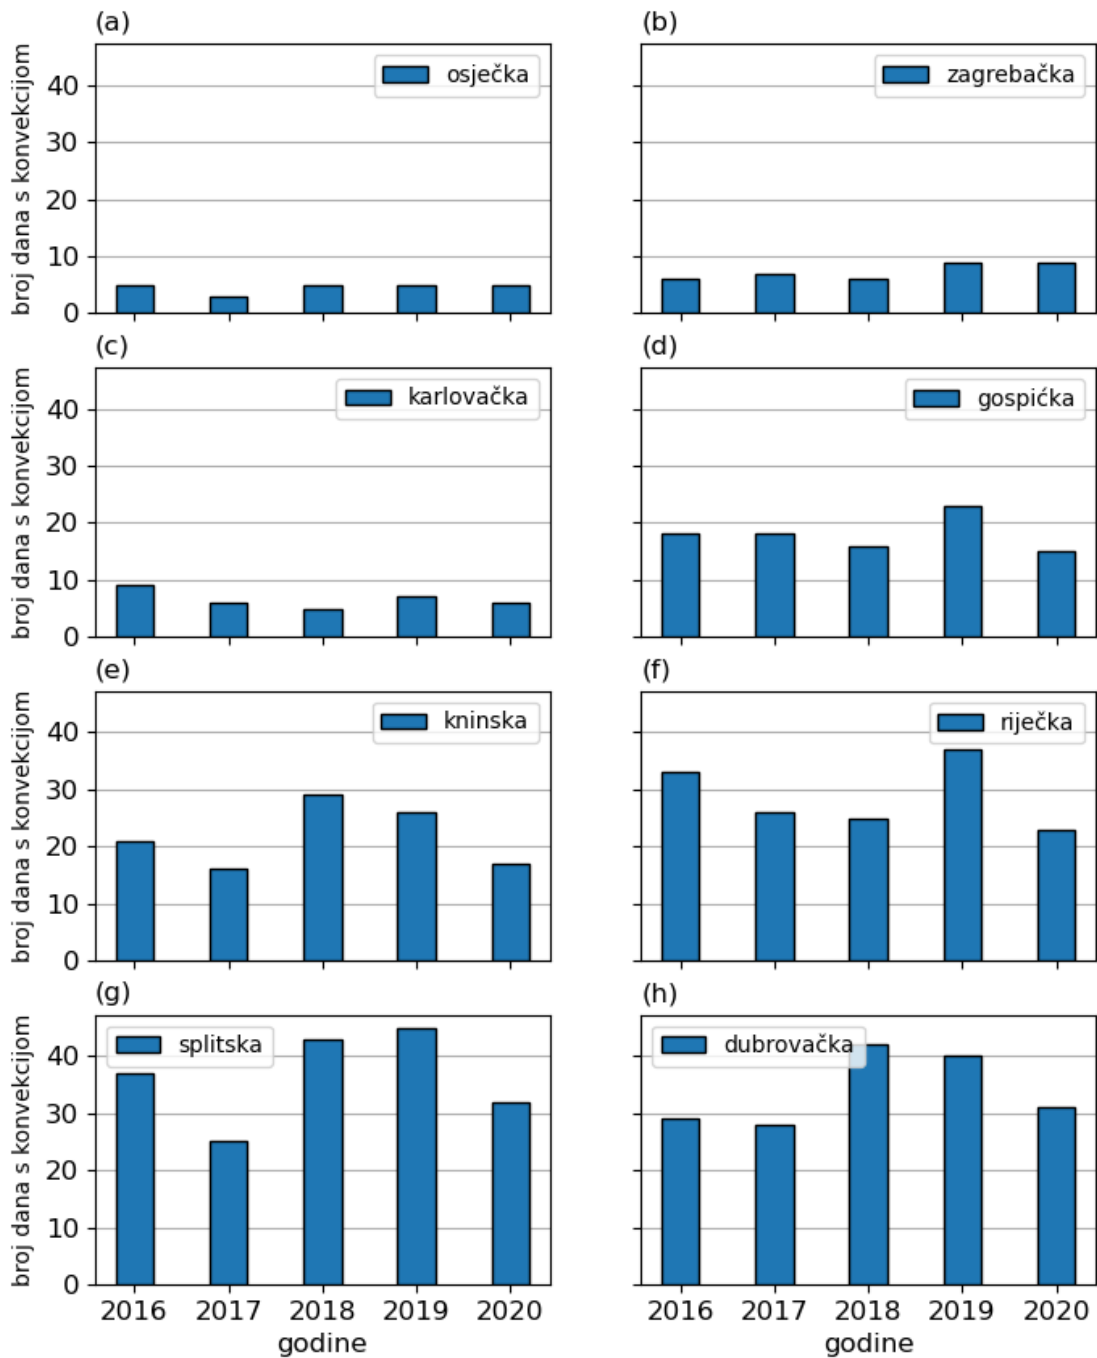 (a)
broj dana s konvekcijom
40
30
20
10
0
osječka
(b)
zagrebačka
(c)
broj dana s konvekcijom
40
30
20
10
0
karlovačka
(d)
gospićka
(e)
broj dana s konvekcijom
40
30
20
10
0
kninska
(f)
riječka
(g)
broj dana s konvekcijom
40
30
20
10
0
splitska
2016 2017 2018 2019 2020
godine
(h)
dubrovačka
2016 2017 2018 2019 2020
godine